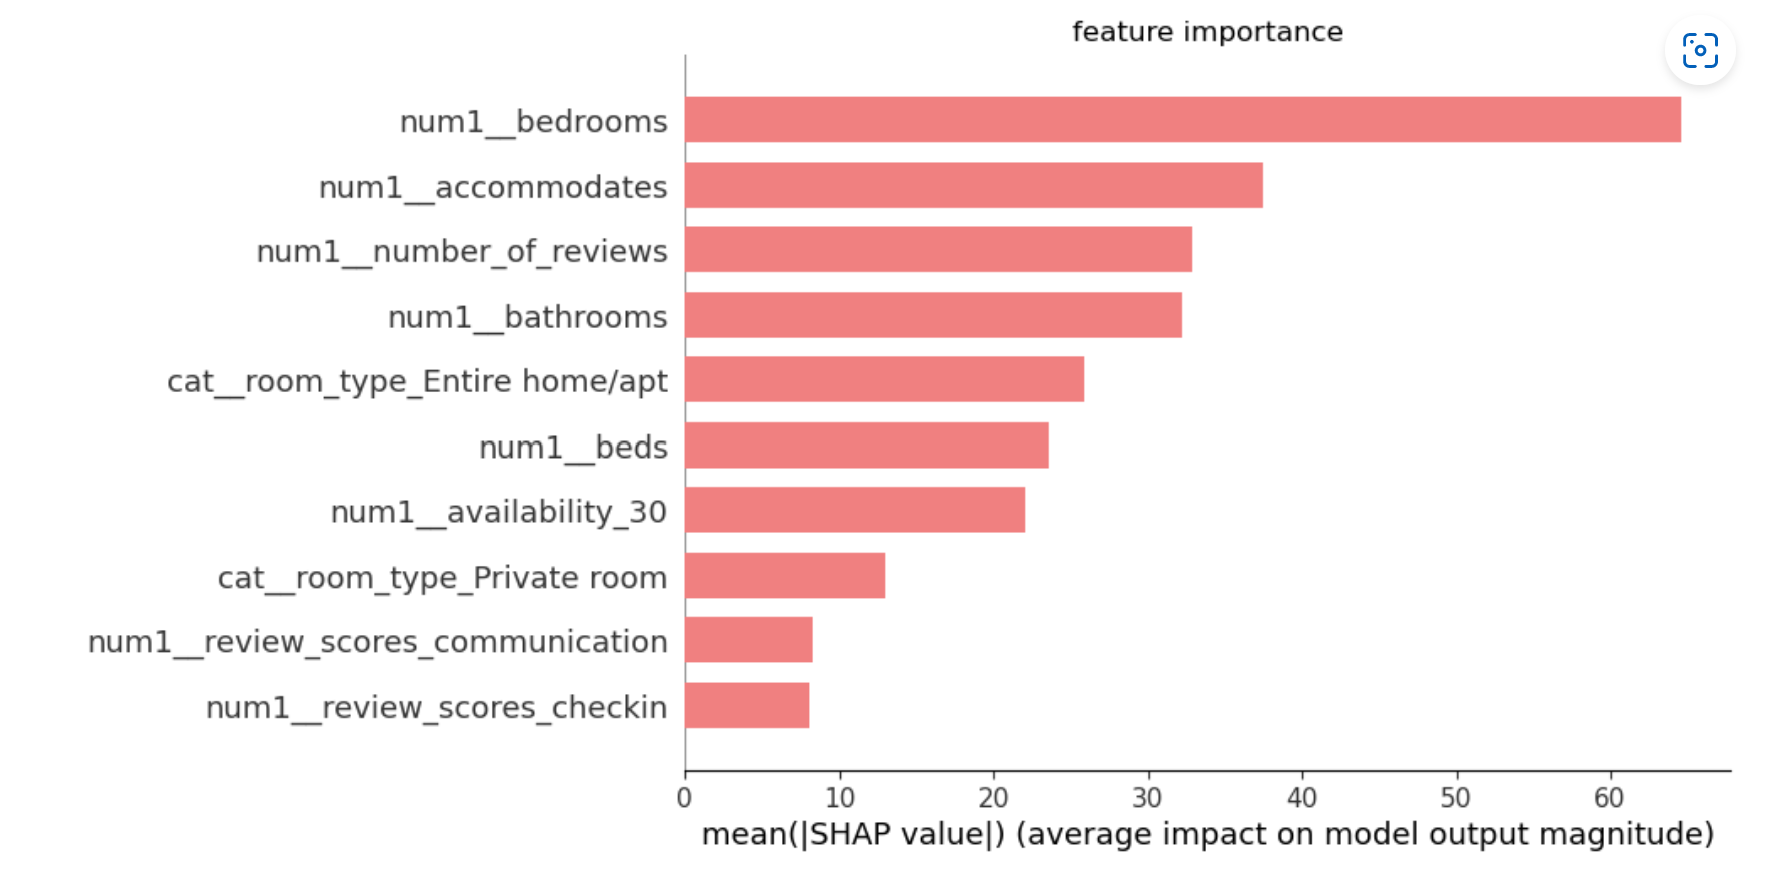 feature importance
num1__bedrooms
num1__accommodates
num1__number_of_reviews
num1__bathrooms
cat__room_type_Entire home/apt
num1__beds
num1__availability_30
cat__room_type_Private room
num1__review_scores_communication
num1__review_scores_checkin
0 10 20 30 40 50 60
mean(|SHAP value|) (average impact on model output magnitude)